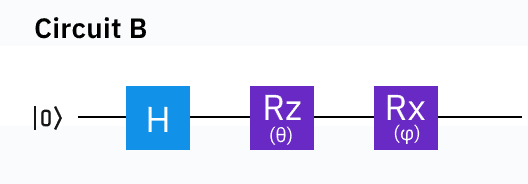 Circuit B
|0⟩ H Rz (θ) Rx (φ)